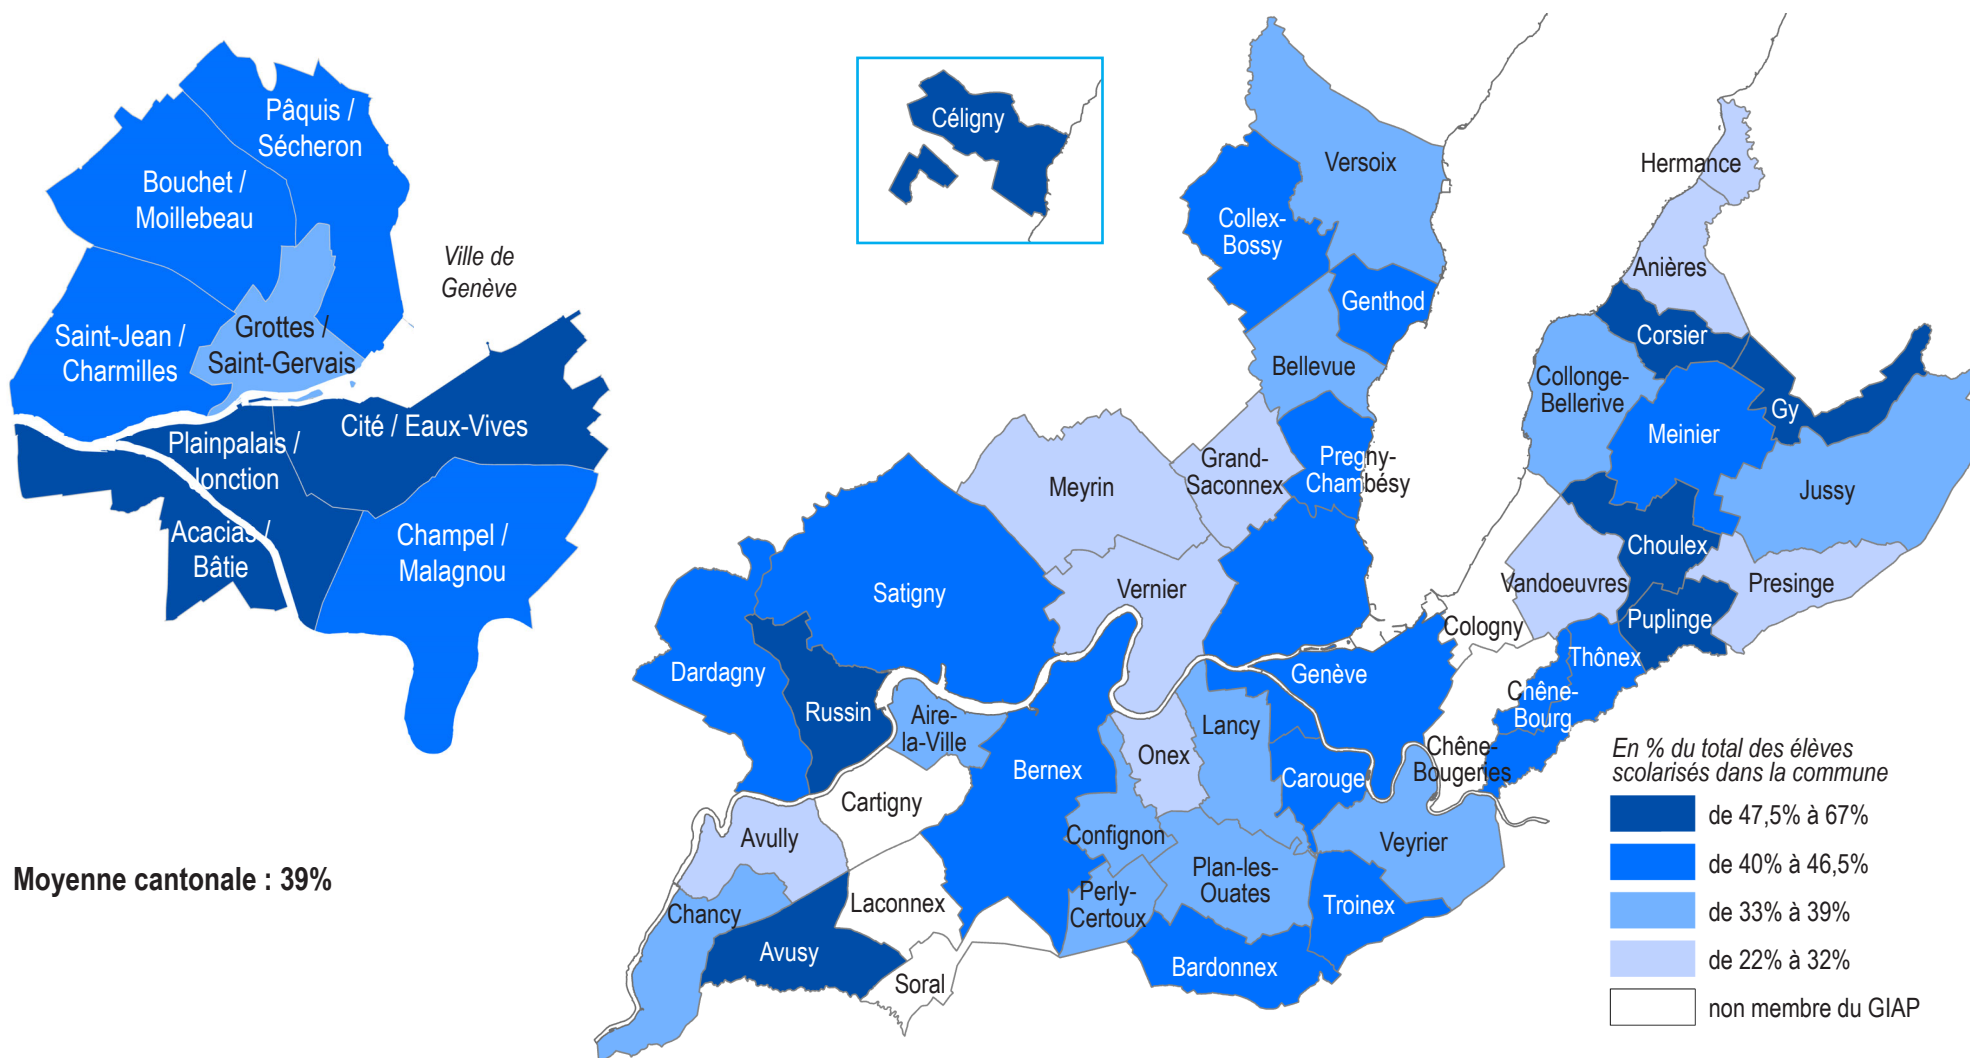 Pâquis /
Sécheron
Bouchet /
Moillebeau
Ville de
Genève
Saint-Jean /
Charmilles
Grottes /
Saint-Gervais
Cité / Eaux-Vives
Plainpalais /
Jonction
Acacias /
Bâtie
Champel /
Malagnou
Moyenne cantonale : 39%
Céligny
Versoix
Collex-
Bossy
Genthod
Bellevue
Pregny-
Chambésy
Grand-
Saconnex
Meyrin
Vernier
Satigny
Dardagny
Russin
Aire-
la-Ville
Cartigny
Avully
Chancy
Laconnex
Avusy
Soral
Bernex
Onex
Lancy
Confignon
Perly-
Certoux
Plan-les-
Ouates
Bardonnex
Carouge
Genève
Veyrier
Troinex
Hermance
Anières
Corsier
Collonge-
Bellerive
Gy
Meinier
Jussy
Choulex
Vandoeuvres
Presinge
Puplinge
Cologny
Thônex
Chêne-
Bourg
Chêne-
Bougeries
En % du total des élèves
scolarisés dans la commune
de 47,5% à 67%
de 40% à 46,5%
de 33% à 39%
de 22% à 32%
non membre du GIAP